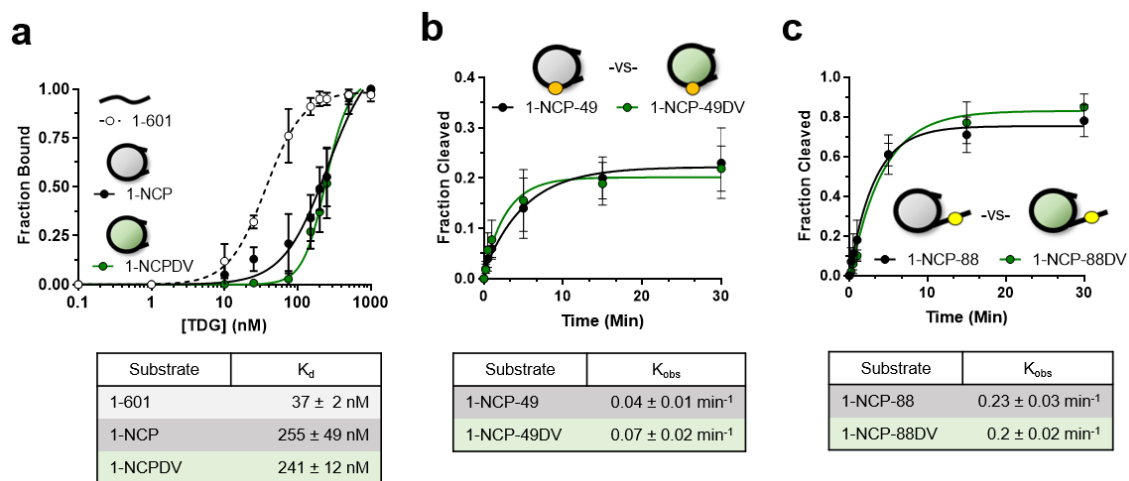 a
Fraction Bound
1.00
0.75
0.50
0.25
0.00
0.1
1
10
100
1000
[TDG] (nM)
1-601
1-NCP
1-NCPDV
Substrate Kd
1-601 37 ± 2 nM
1-NCP 255 ± 49 nM
1-NCPDV 241 ± 12 nM
b
Fraction Cleaved
0.4
0.3
0.2
0.1
0.0
0
10
20
30
Time (Min)
-vs-
1-NCP-49
1-NCP-49DV
Substrate Kobs
1-NCP-49 0.04 ± 0.01 min-1
1-NCP-49DV 0.07 ± 0.02 min-1
c
Fraction Cleaved
1.0
0.8
0.6
0.4
0.2
0.0
0
10
20
30
Time (Min)
-vs-
1-NCP-88
1-NCP-88DV
Substrate Kobs
1-NCP-88 0.23 ± 0.03 min-1
1-NCP-88DV 0.2 ± 0.02 min-1